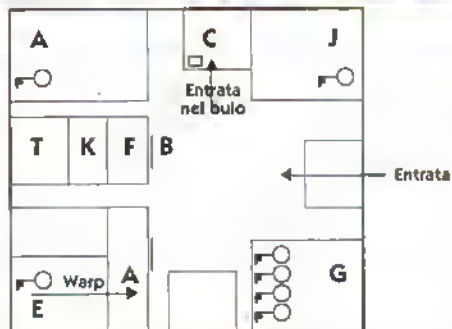 A
C
J
Entrata
nel buio
T K F B
Entrata
Warp A
E
G